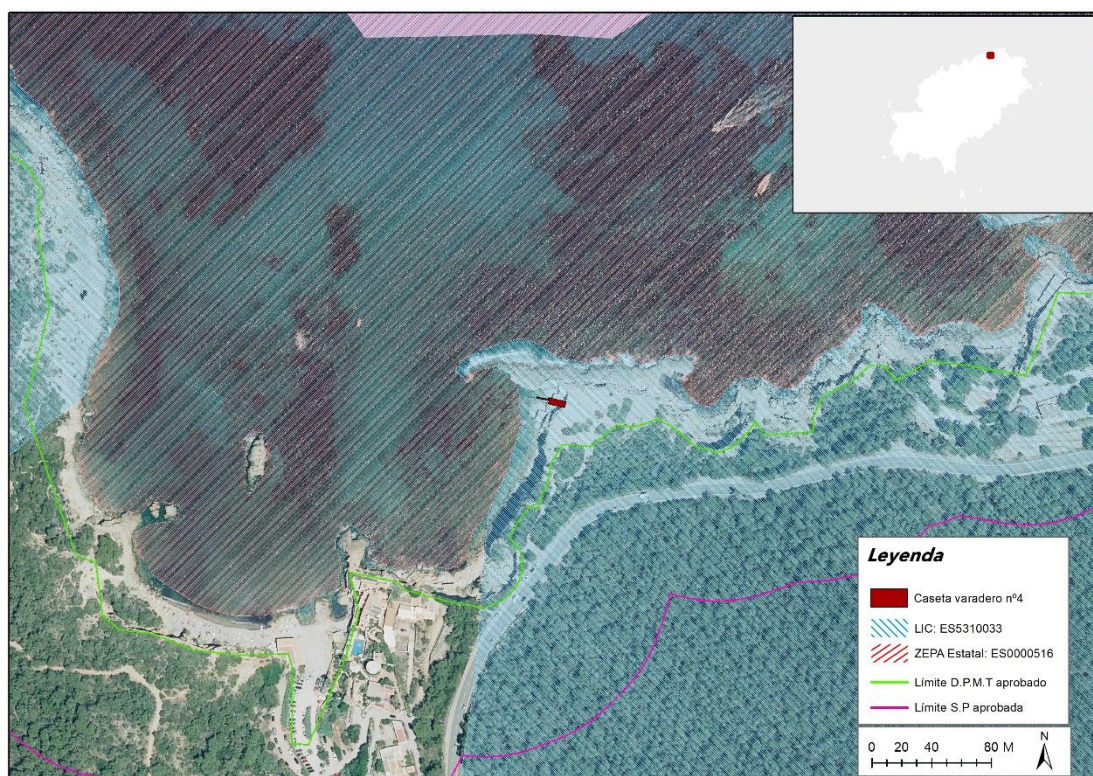 Leyenda
Caseta varadero nº4
LIC: ES5310033
ZEPA Estatal: ES0000516
Límite D.P.M.T aprobado
Límite S.P aprobada
N
0 20 40 80 M